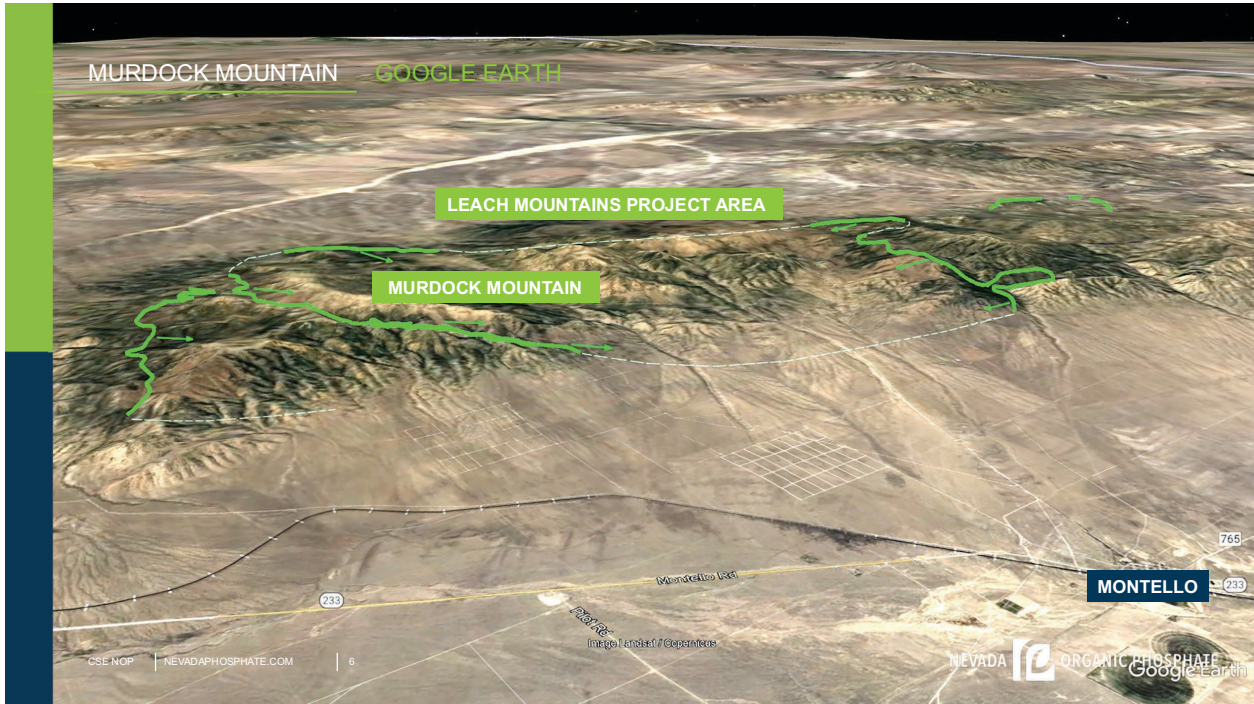 MURDOCK MOUNTAIN GOOGLE EARTH
LEACH MOUNTAINS PROJECT AREA
MURDOCK MOUNTAIN
765
MONTELLO
233
Montello Rd
233
Pilot Rd
Image Landsat / Copernicus
CSE NOP NEVADAPHOSPHATE.COM 6
NEVADA ORGANIC PHOSPHATE
Google Earth